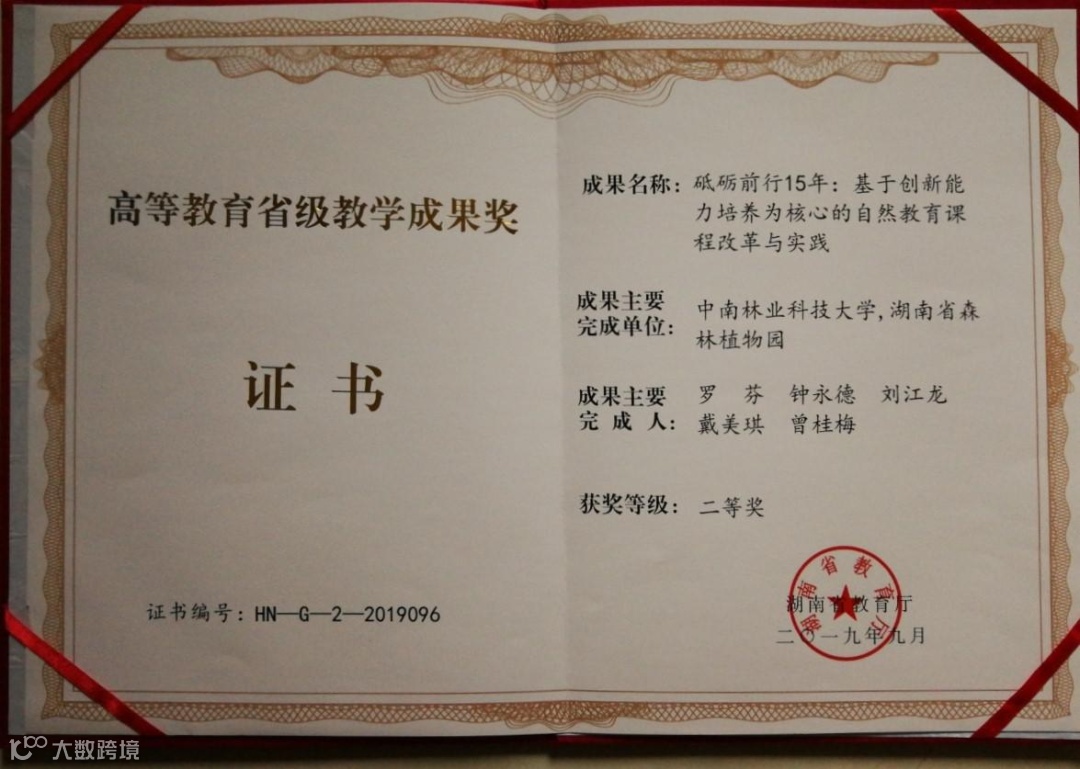 高等教育省级教学成果奖
证书
证书编号：HN—G—2—2019096
成果名称：砥砺前行15年：基于创新能
力培养为核心的自然教育课
程改革与实践
成果主要
完成单位：
中南林业科技大学,湖南省森
林植物园
成果主要
完成人：
罗芬 钟永德 刘江龙
戴美琪 曾桂梅
获奖等级：二等奖
湖南省教育厅
湖南省教育厅
二〇一九年九月
大数跨境